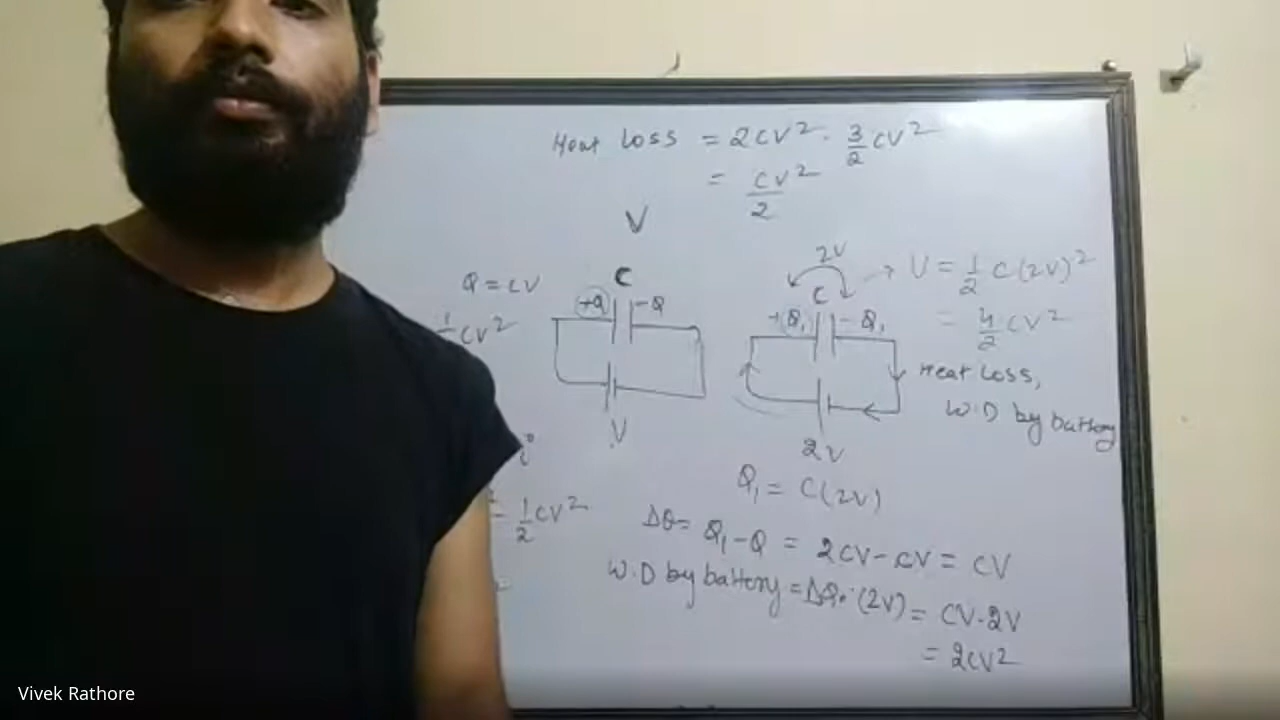 Heat loss = 2CV² - 3/2 CV²
= CV²/2
V
2V
Q = CV
C
C
→ U = 1/2 C(2V)²
+Q -Q
+Q₁ -Q₁
= 4/2 CV²
1/2 CV²
Heat Loss,
W.D by battery
V
2V
i
Q₁ = C(2V)
= 1/2 CV²
ΔQ = Q₁-Q = 2CV-CV = CV
W.D by battery = ΔQ.(2V) = CV.2V
= 2CV²
Vivek Rathore